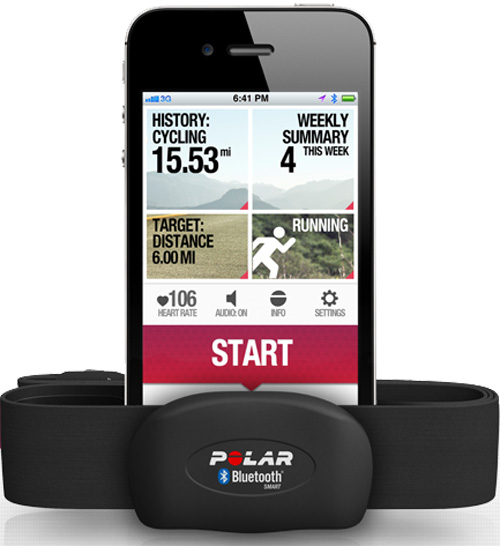 3G 6:41 PM
HISTORY:
CYCLING
15.53 mi
WEEKLY
SUMMARY
4 THIS WEEK
TARGET:
DISTANCE
6.00 MI
RUNNING
106
HEART RATE
AUDIO: ON
INFO
SETTINGS
START
POLAR
Bluetooth®
SMART